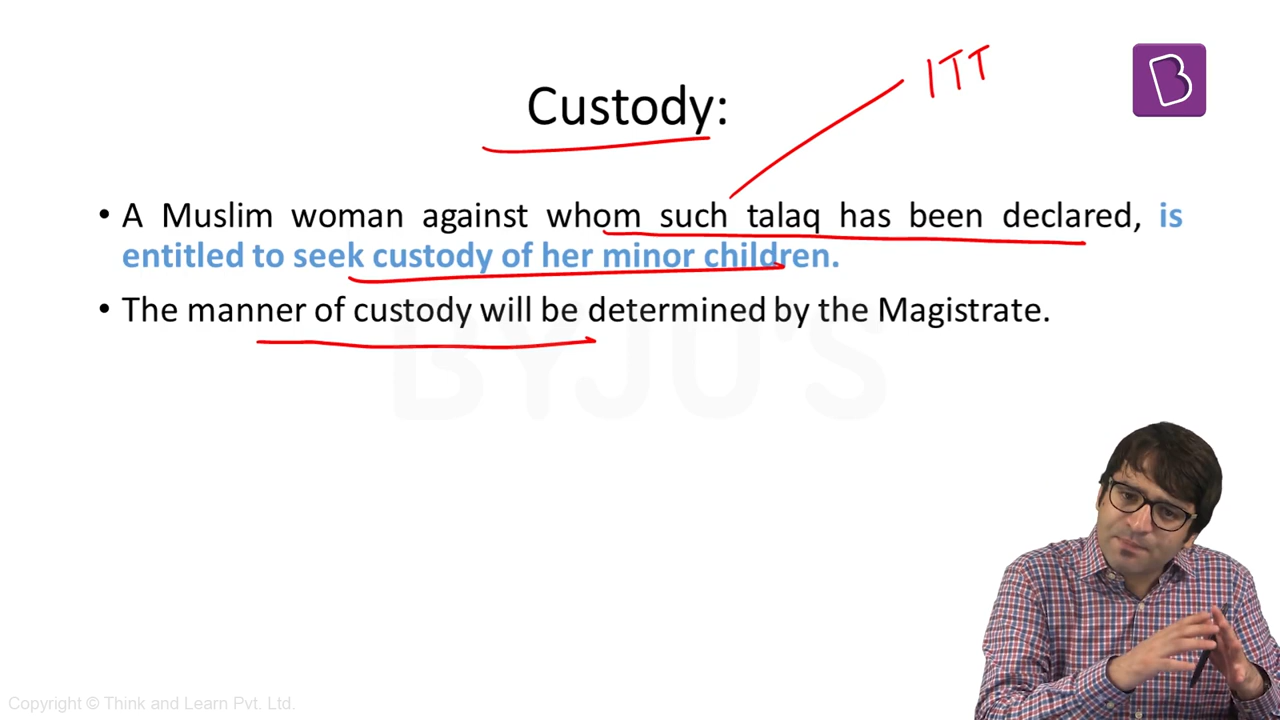 ITT
Custody:
• A Muslim woman against whom such talaq has been declared, is
entitled to seek custody of her minor children.
• The manner of custody will be determined by the Magistrate.
BYJU'S
Copyright © Think and Learn Pvt. Ltd.